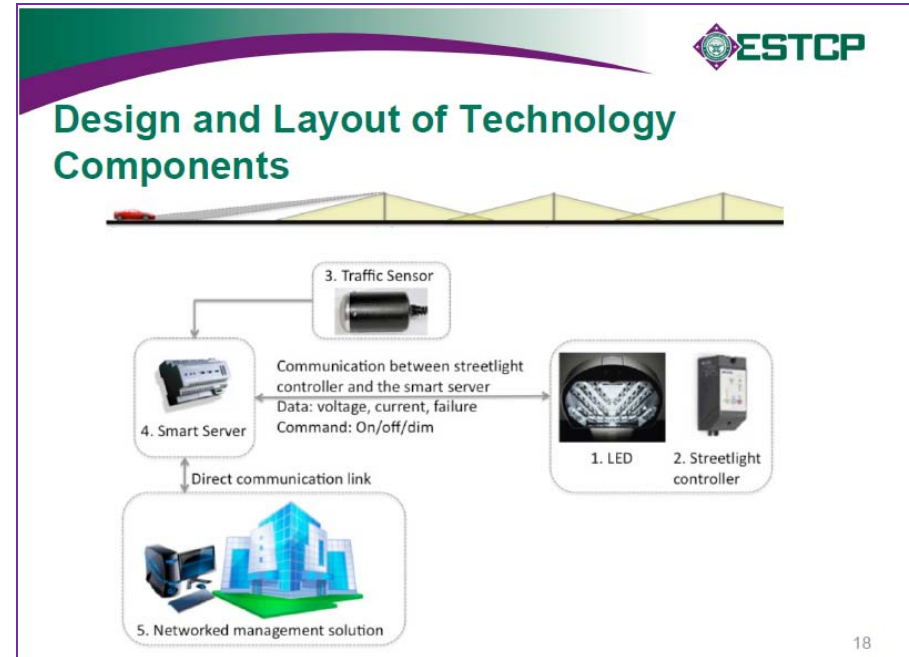 ESTCP
Design and Layout of Technology
Components
3. Traffic Sensor
Communication between streetlight
controller and the smart server
Data: voltage, current, failure
Command: On/off/dim
4. Smart Server
1. LED
2. Streetlight
controller
Direct communication link
5. Networked management solution
18